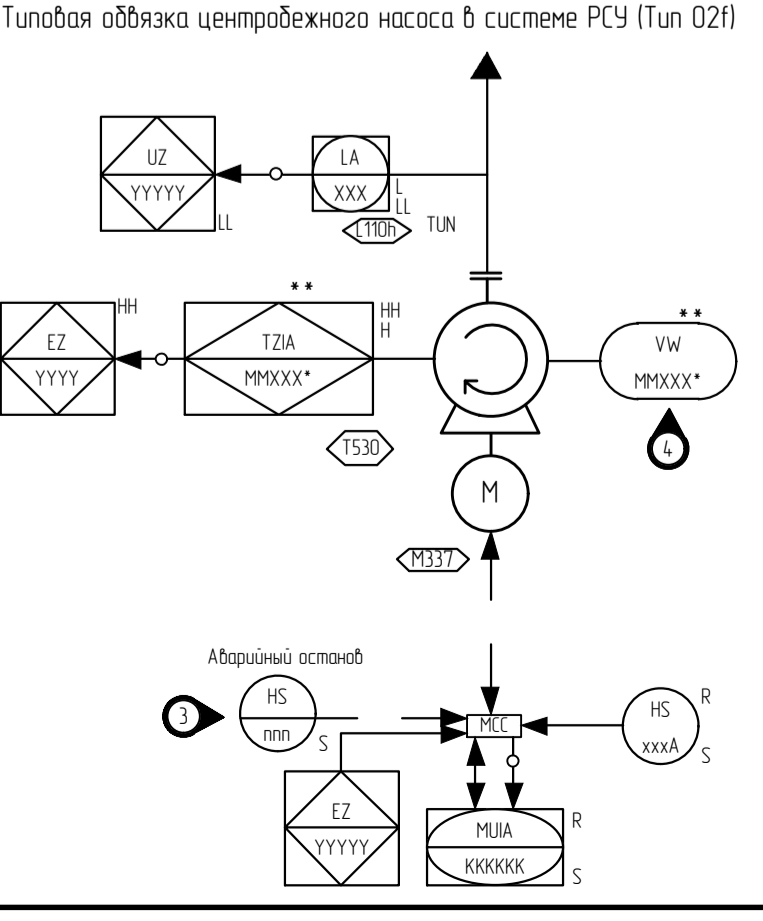 Типовая обвязка центробежного насоса в системе РСУ (Тип 02f)
UZ
YYYYY
LL
LA
XXX
L
LL
L110h
TUN
**
HH
EZ
YYYY
TZIA
MMXXX*
HH
H
T530
**
VW
MMXXX*
4
M
M337
Аварийный останов
3
HS
ппп
S
MCC
HS
xxxA
R
S
EZ
YYYYY
MUIA
KKKKKK
R
S